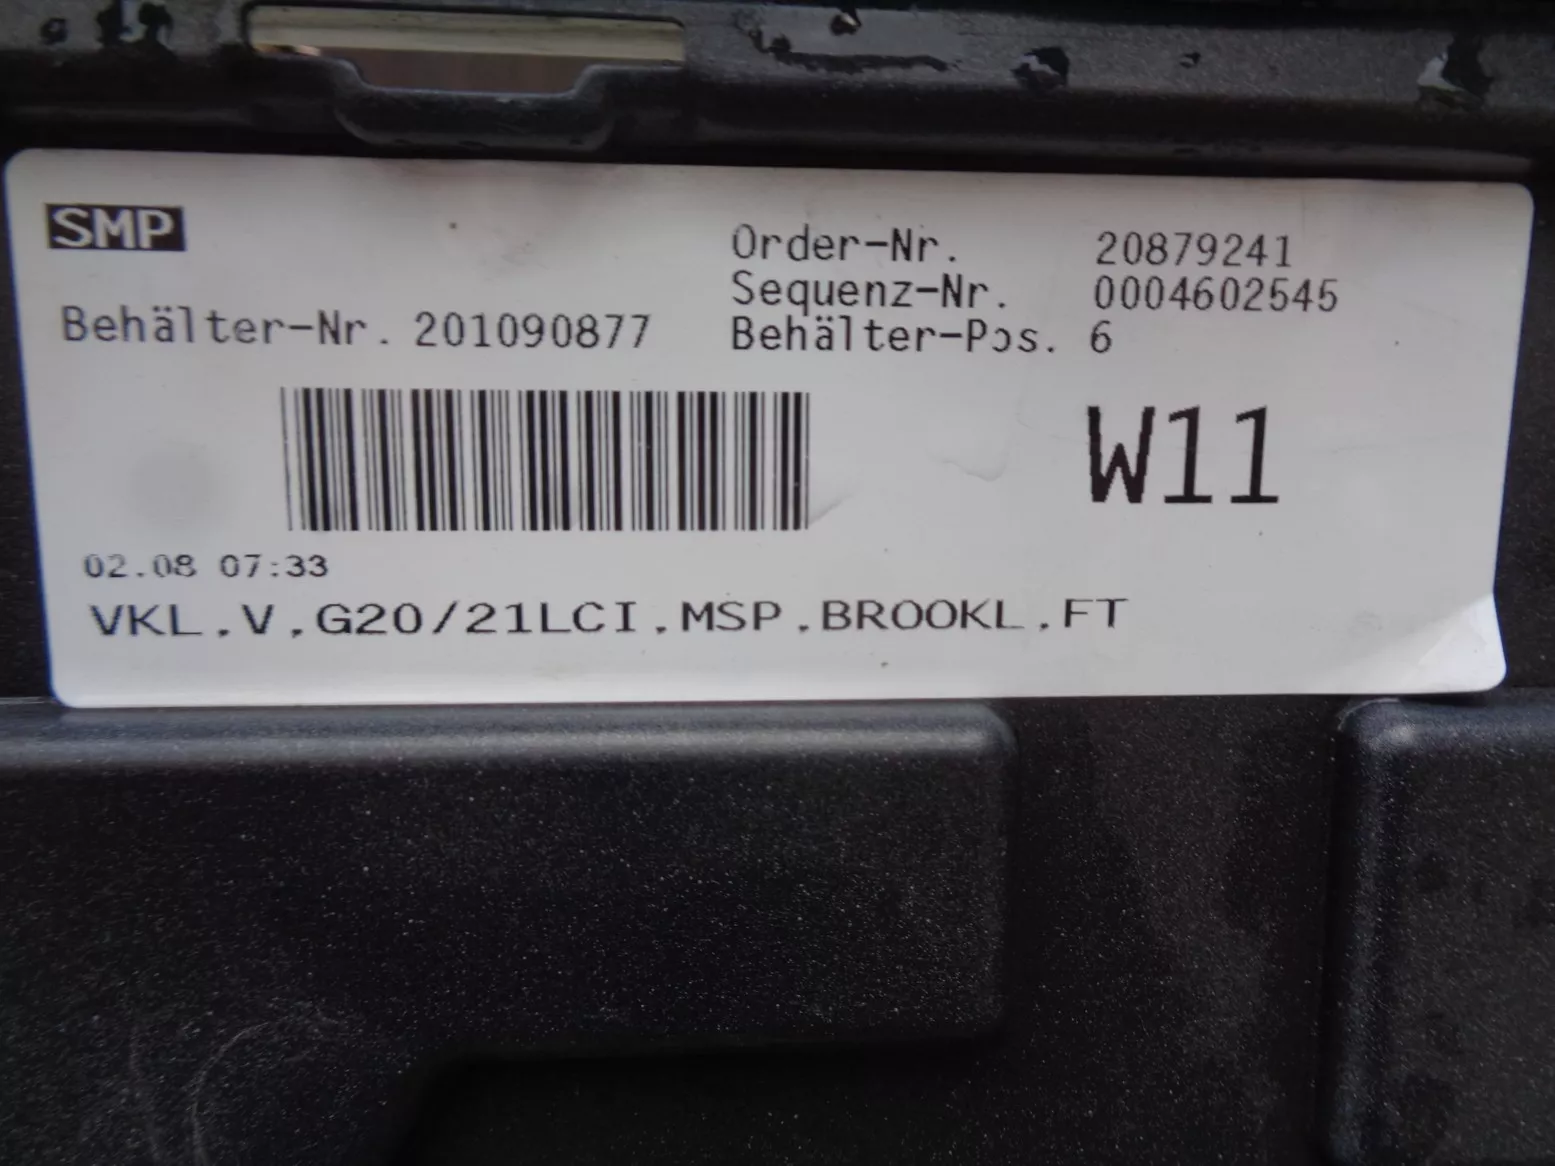 SMP
Order-Nr. 20879241
Sequenz-Nr. 0004602545
Behälter-Nr. 201090877
Behälter-Pos. 6
W11
02.08 07:33
VKL,V,G20/21LCI,MSP,BROOKL,FT